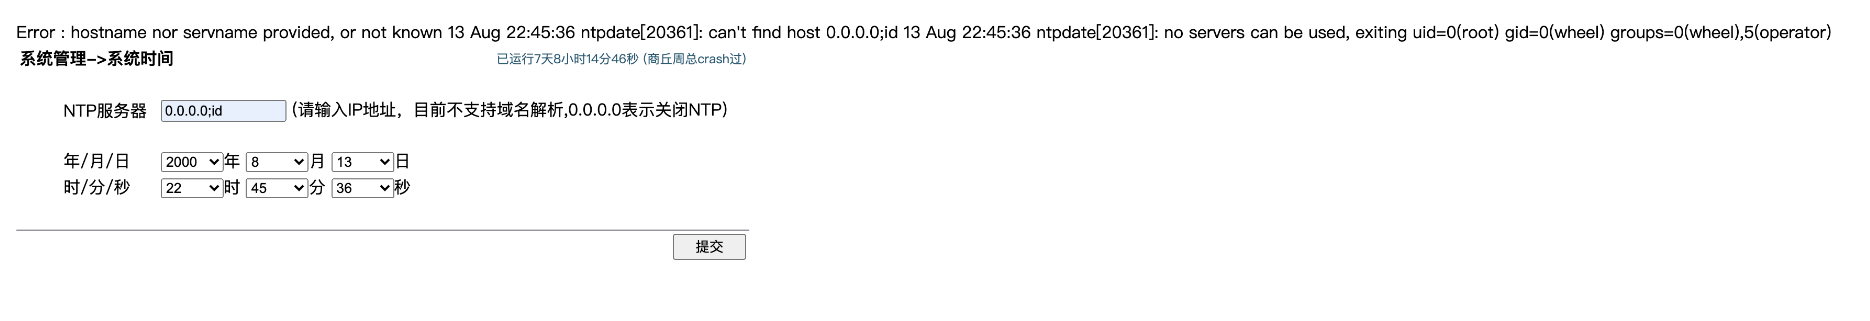 Error : hostname nor servname provided, or not known 13 Aug 22:45:36 ntpdate[20361]: can't find host 0.0.0.0;id 13 Aug 22:45:36 ntpdate[20361]: no servers can be used, exiting uid=0(root) gid=0(wheel) groups=0(wheel),5(operator)
系统管理->系统时间 已运行7天8小时14分46秒 (商丘周总crash过)
NTP服务器 0.0.0.0;id (请输入IP地址，目前不支持域名解析,0.0.0.0表示关闭NTP)
年/月/日 2000 年 8 月 13 日
时/分/秒 22 时 45 分 36 秒
提交